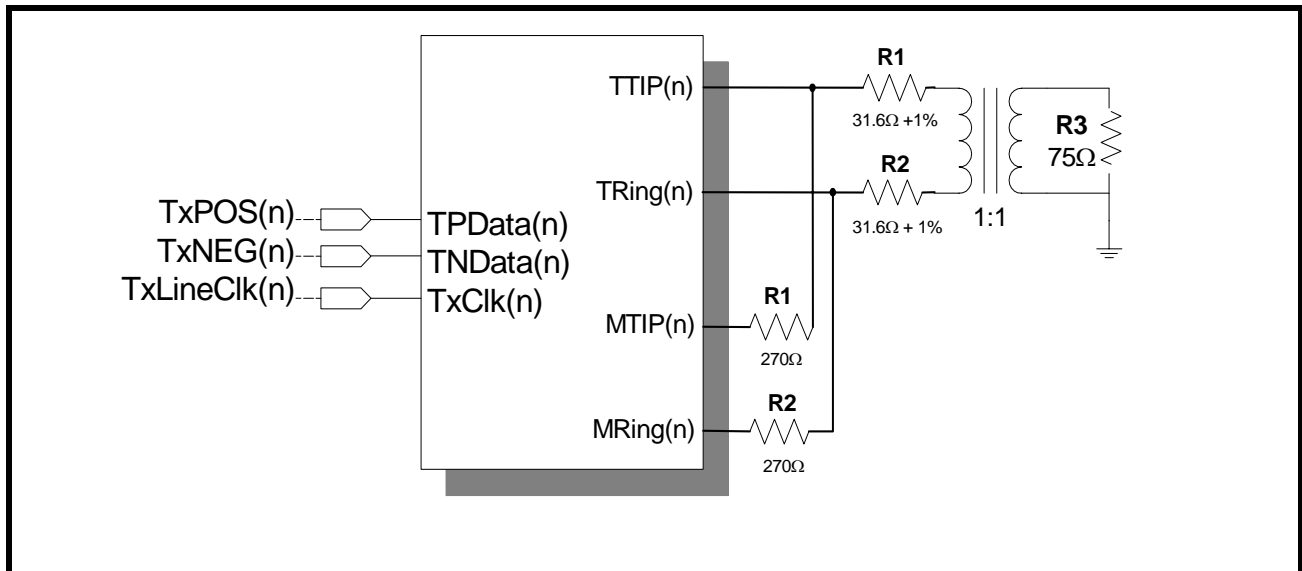 TxPOS(n)
TxNEG(n)
TxLineClk(n)
TPData(n)
TNData(n)
TxClk(n)
TTIP(n)
TRing(n)
MTIP(n)
MRing(n)
R1
31.6Ω +1%
R2
31.6Ω + 1%
R1
270Ω
R2
270Ω
1:1
R3
75Ω